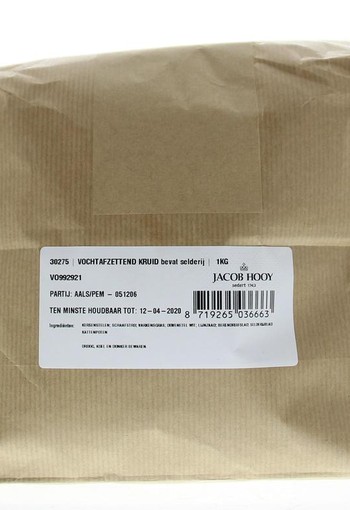 30275 | VOCHTAFZETTEND KRUID bevat selderij | 1KG
VO992921
JACOB HOOY
sedert 1743
PARTIJ: AALS/PEM - 051206
TEN MINSTE HOUDBAAR TOT: 12-04-2020
8 719265 036663
Ingrediënten:
DROOG, KOEL EN DONKER BEWAREN